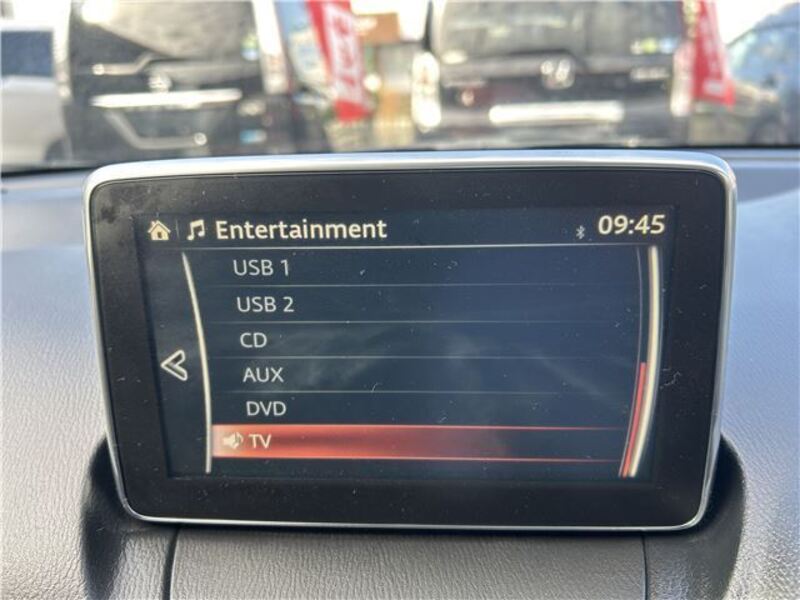 Entertainment 09:45
USB 1
USB 2
CD
AUX
DVD
TV